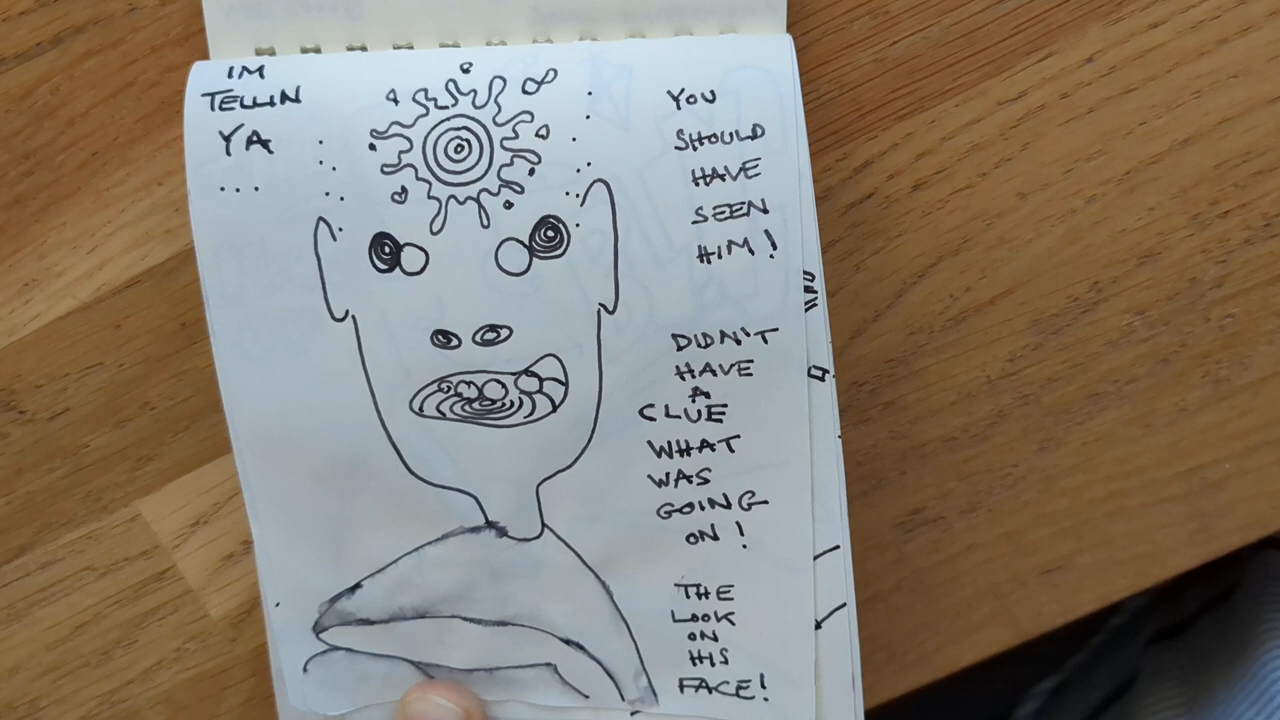 IM
TELLIN
YA
...
YOU
SHOULD
HAVE
SEEN
HIM!
DIDN'T
HAVE
A
CLUE
WHAT
WAS
GOING
ON!
THE
LOOK
ON
HIS
FACE!